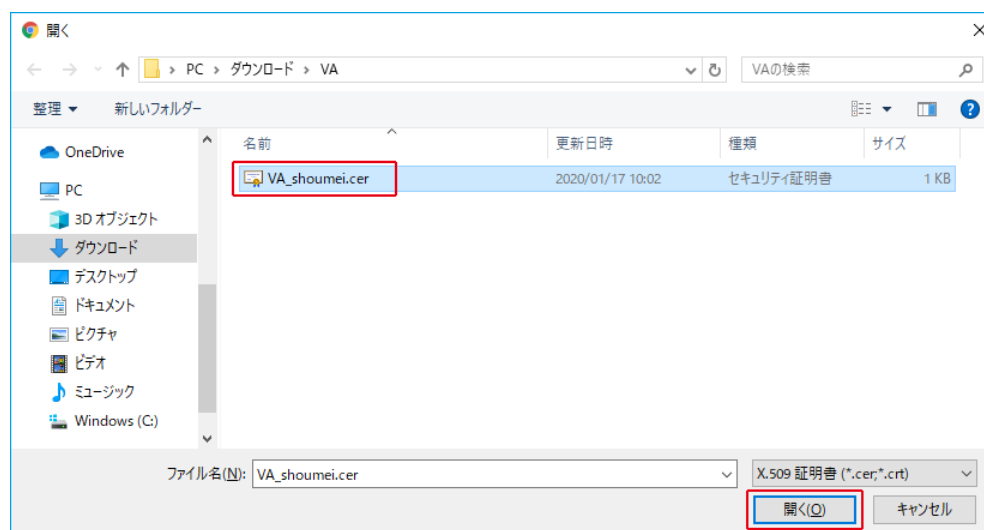 開く
PC › ダウンロード › VA
VAの検索
整理 ▼ 新しいフォルダー
名前 更新日時 種類 サイズ
VA_shoumei.cer 2020/01/17 10:02 セキュリティ証明書 1 KB
OneDrive
PC
3D オブジェクト
ダウンロード
デスクトップ
ドキュメント
ピクチャ
ビデオ
ミュージック
Windows (C:)
ファイル名(N): VA_shoumei.cer
X.509 証明書 (*.cer;*.crt)
開く(O) キャンセル